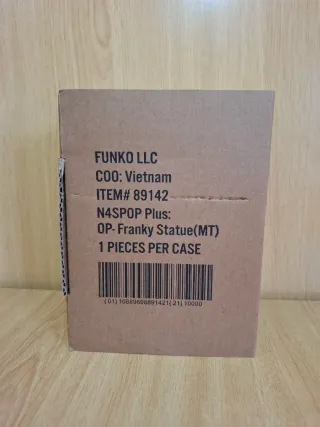 FUNKO LLC
COO: Vietnam
ITEM# 89142
N4SPOP Plus:
OP- Franky Statue(MT)
1 PIECES PER CASE